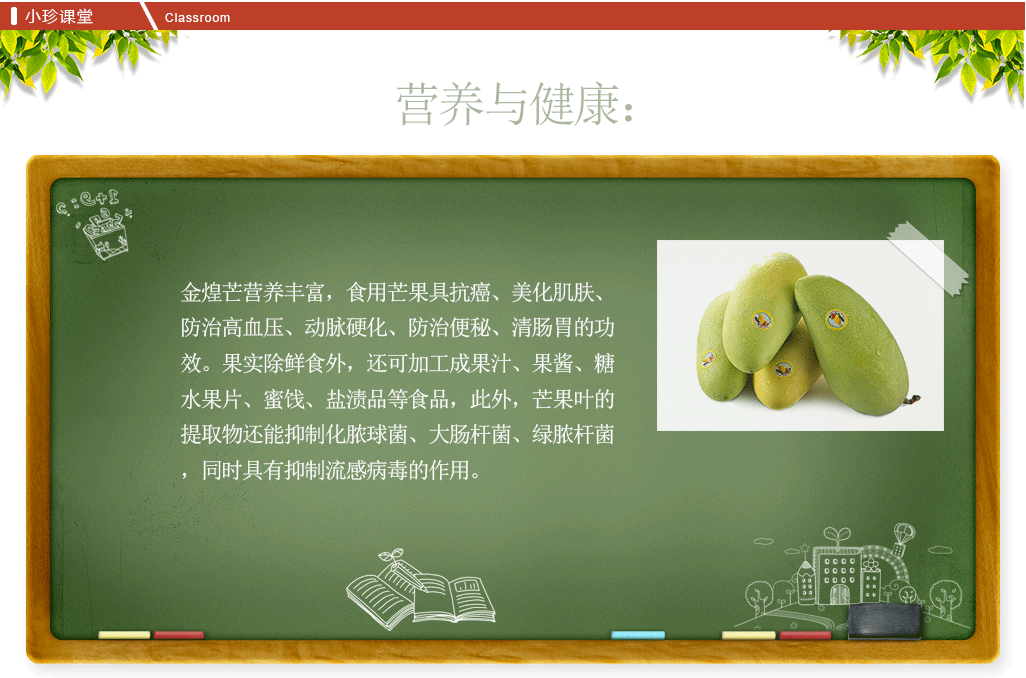 小珍课堂
Classroom
营养与健康：
金煌芒营养丰富，食用芒果具抗癌、美化肌肤、
防治高血压、动脉硬化、防治便秘、清肠胃的功
效。果实除鲜食外，还可加工成果汁、果酱、糖
水果片、蜜饯、盐渍品等食品，此外，芒果叶的
提取物还能抑制化脓球菌、大肠杆菌、绿脓杆菌
，同时具有抑制流感病毒的作用。